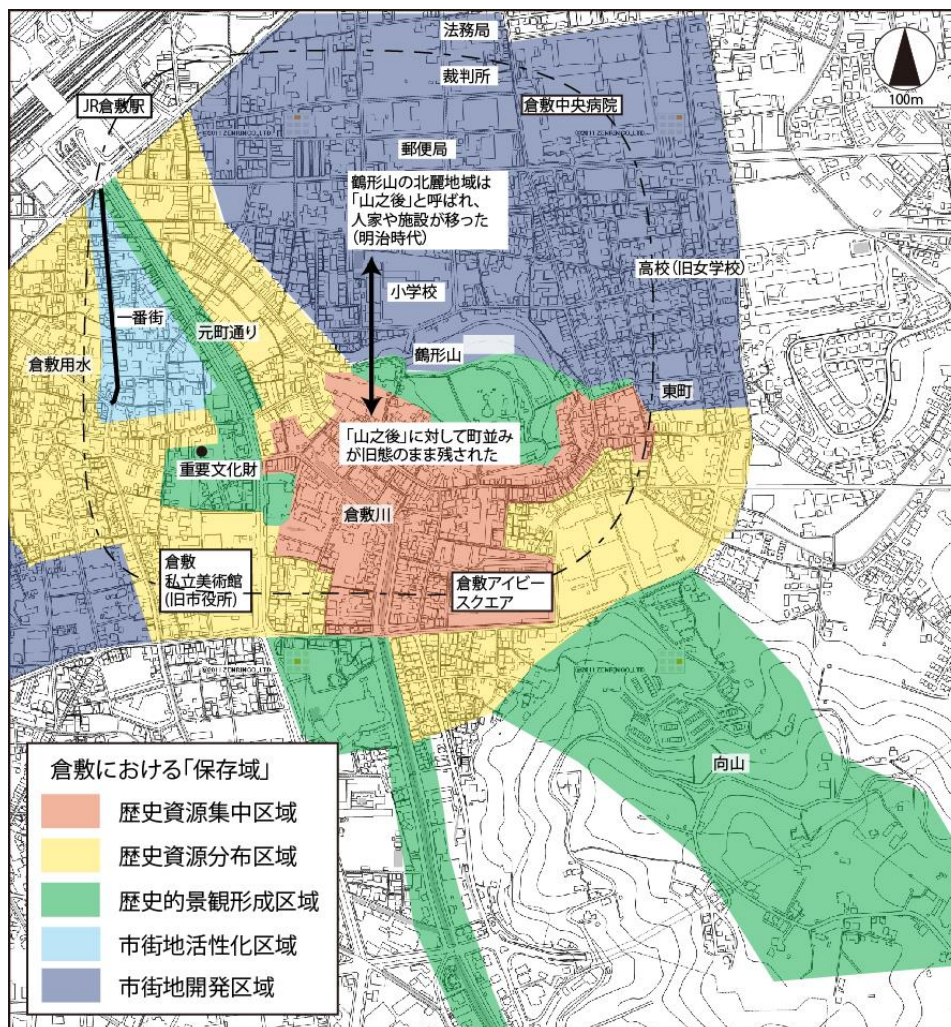 法務局
裁判所
100m
JR倉敷駅
倉敷中央病院
郵便局
鶴形山の北麗地域は
「山之後」と呼ばれ、
人家や施設が移った
(明治時代)
高校(旧女学校)
小学校
一番街
元町通り
鶴形山
倉敷用水
東町
「山之後」に対して町並み
が旧態のまま残された
重要文化財
倉敷川
倉敷
私立美術館
(旧市役所)
倉敷アイビー
スクエア
向山
倉敷における「保存域」
歴史資源集中区域
歴史資源分布区域
歴史的景観形成区域
市街地活性化区域
市街地開発区域